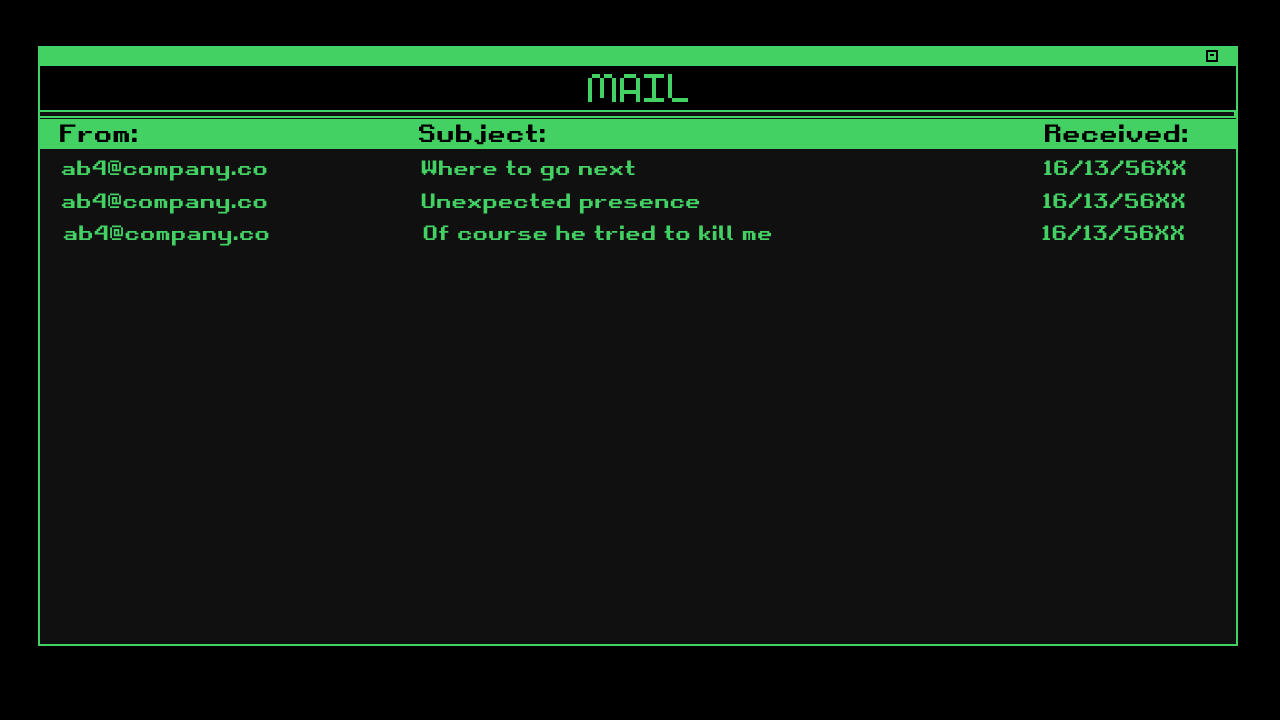 MAIL
From: Subject: Received:
ab4@company.co Where to go next 16/13/56XX
ab4@company.co Unexpected presence 16/13/56XX
ab4@company.co Of course he tried to kill me 16/13/56XX